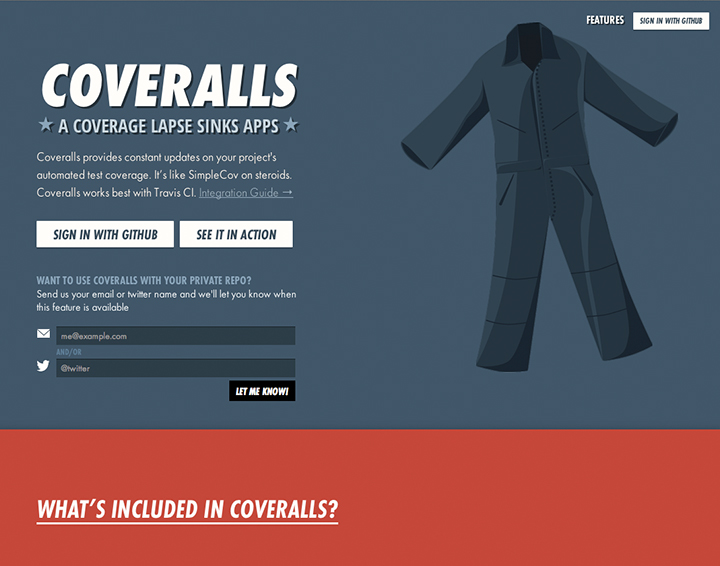 FEATURES
SIGN IN WITH GITHUB
COVERALLS
★ A COVERAGE LAPSE SINKS APPS ★
Coveralls provides constant updates on your project's
automated test coverage. It's like SimpleCov on steroids.
Coveralls works best with Travis CI. Integration Guide →
SIGN IN WITH GITHUB
SEE IT IN ACTION
WANT TO USE COVERALLS WITH YOUR PRIVATE REPO?
Send us your email or twitter name and we'll let you know when
this feature is available
me@example.com
AND/OR
@twitter
LET ME KNOW!
WHAT'S INCLUDED IN COVERALLS?